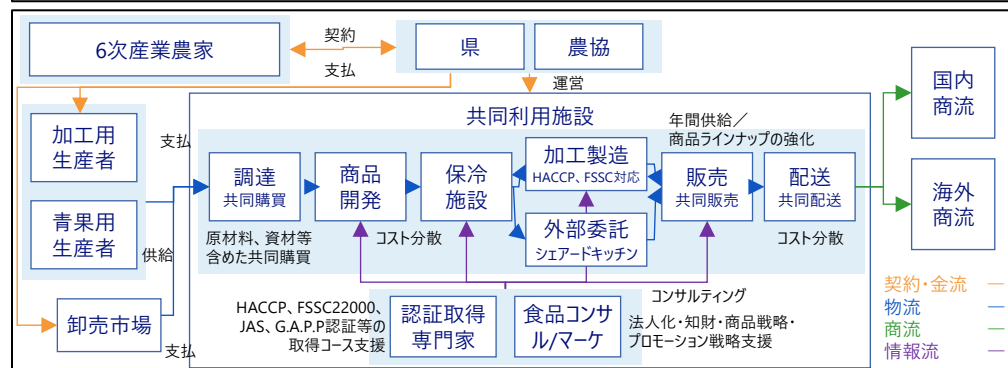 6次産業農家
契約
支払
県
農協
運営
国内
商流
海外
商流
共同利用施設
加工用
生産者
青果用
生産者
卸売市場
支払
供給
支払
調達
共同購買
商品
開発
保冷
施設
加工製造
HACCP、FSSC対応
外部委託
シェアードキッチン
年間供給／
商品ラインナップの強化
販売
共同販売
配送
共同配送
原材料、資材等
含めた共同購買
コスト分散
コスト分散
HACCP、FSSC22000、
JAS、G.A.P.P認証等の
取得コース支援
認証取得
専門家
食品コンサ
ル/マーケ
コンサルティング
法人化・知財・商品戦略・
プロモーション戦略支援
契約・金流
物流
商流
情報流